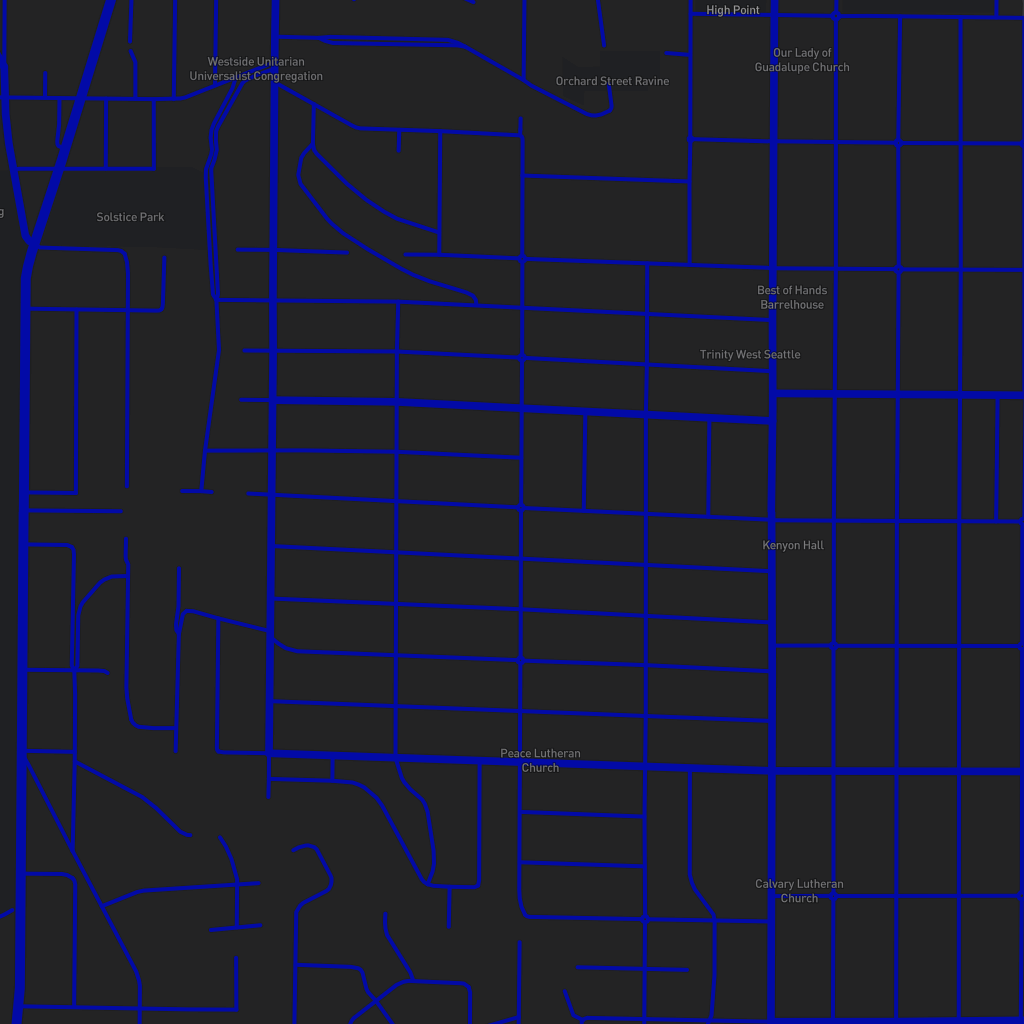 High Point
Our Lady of
Guadalupe Church
Westside Unitarian
Universalist Congregation
Orchard Street Ravine
g
Solstice Park
Best of Hands
Barrelhouse
Trinity West Seattle
Kenyon Hall
Peace Lutheran
Church
Calvary Lutheran
Church